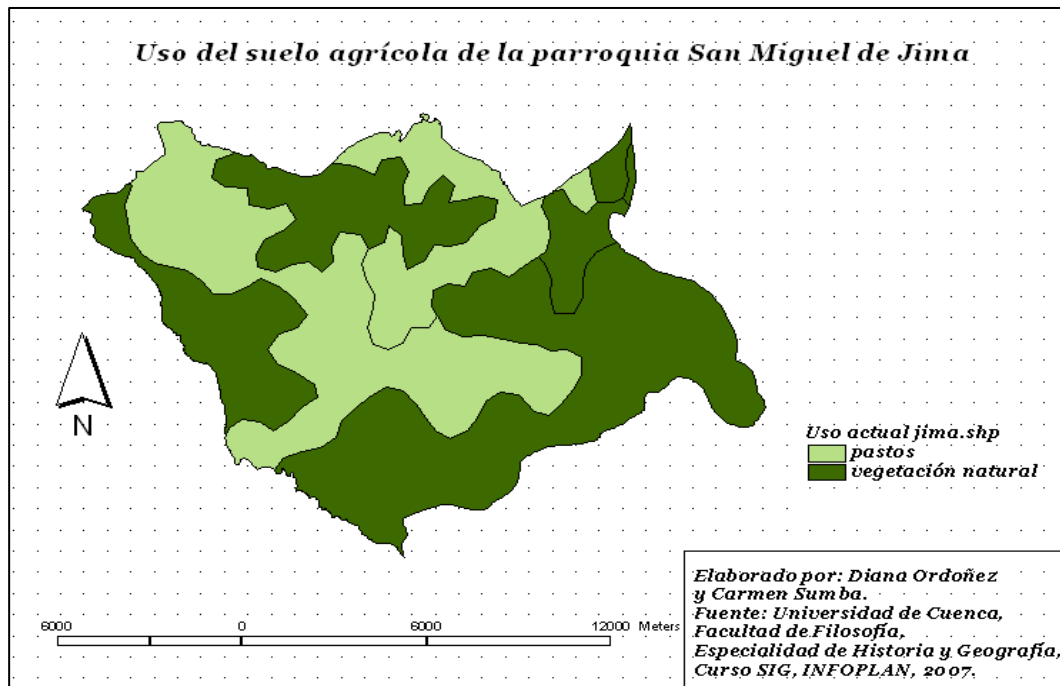 Uso del suelo agrícola de la parroquia San Miguel de Jima
N
Uso actual jima.shp
pastos
vegetación natural
6000 0 6000 12000 Meters
Elaborado por: Diana Ordoñez
y Carmen Sumba.
Fuente: Universidad de Cuenca,
Facultad de Filosofía,
Especialidad de Historia y Geografía,
Curso SIG, INFOPLAN, 2007.